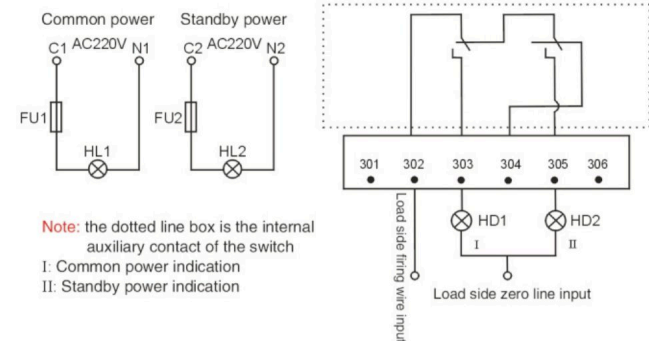 Common power
Standby power
C1 AC220V N1
C2 AC220V N2
FU1
FU2
HL1
HL2
301 302 303 304 305 306
HD1
HD2
I
II
Load side firing wire input
Load side zero line input
Note: the dotted line box is the internal
auxiliary contact of the switch
I: Common power indication
II: Standby power indication